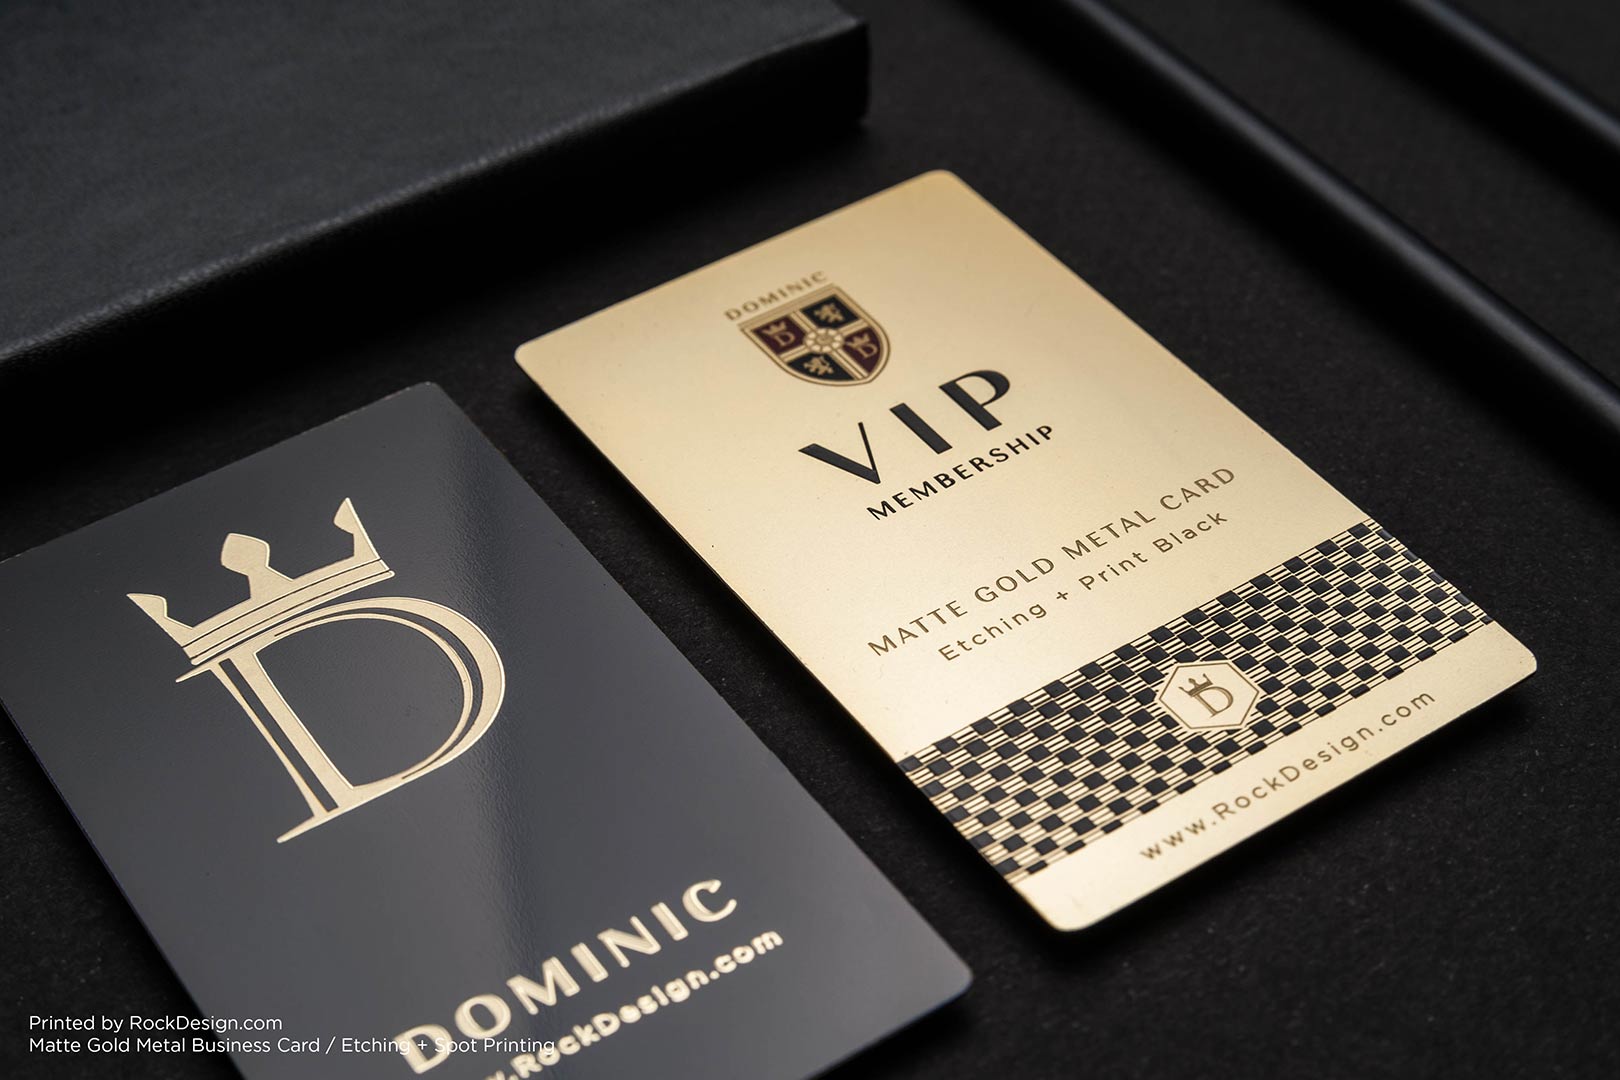 DOMINIC
D
D
VIP
MEMBERSHIP
MATTE GOLD METAL CARD
Etching + Print Black
D
www.RockDesign.com
D
DOMINIC
w.RockDesign.com
Printed by RockDesign.com
Matte Gold Metal Business Card / Etching + Spot Printing